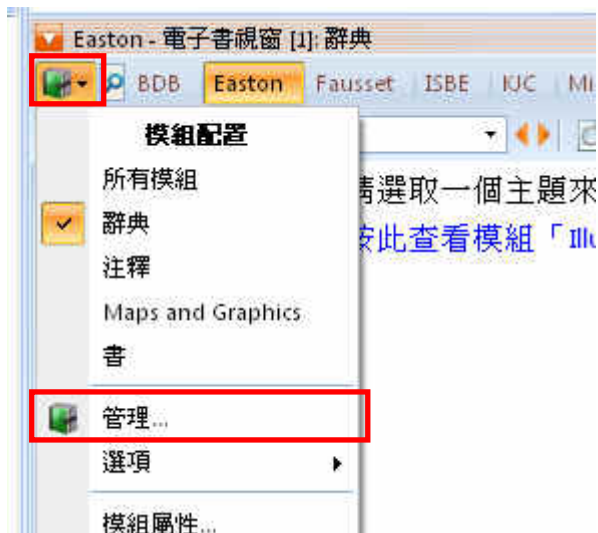 Easton - 電子書視窗 [1]: 辭典
BDB Easton Fausset ISBE KJC Mi
模組配置
所有模組
請選取一個主題來
辭典
按此查看模組「Illu
注釋
Maps and Graphics
書
管理...
選項
模組屬性...